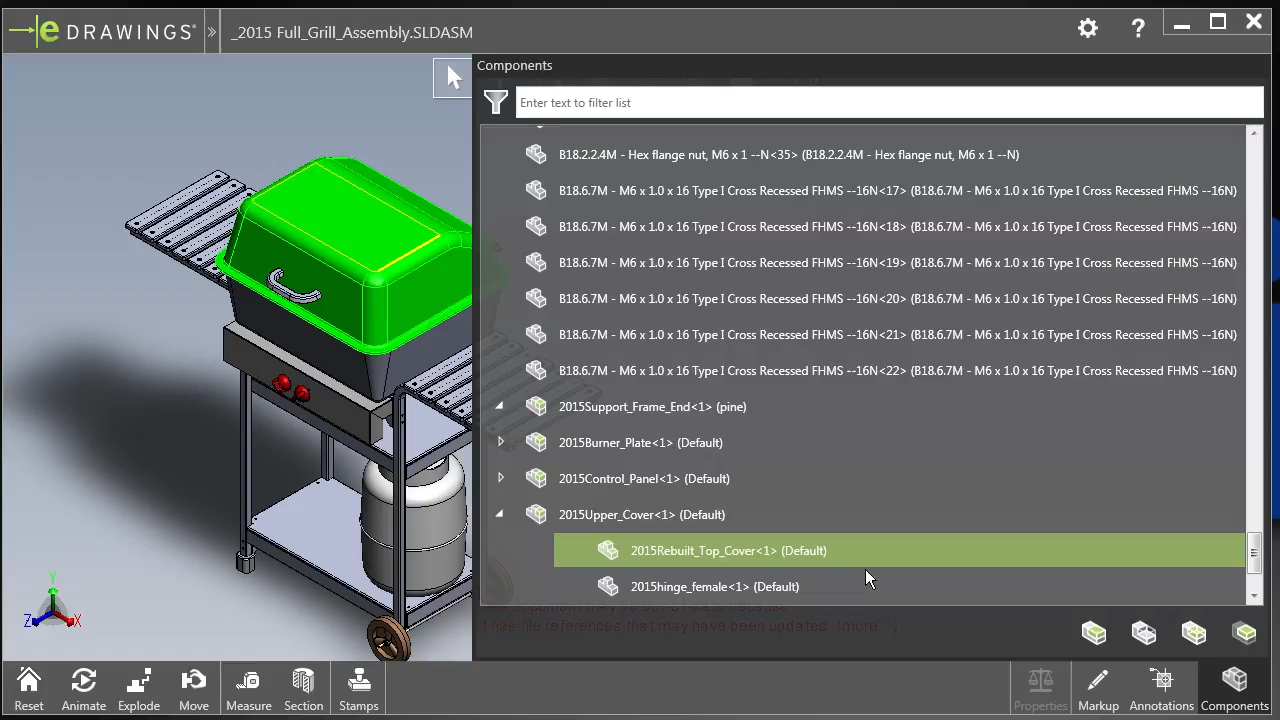 eDRAWINGS® » _2015 Full_Grill_Assembly.SLDASM
?
Components
Enter text to filter list
B18.2.2.4M - Hex flange nut, M6 x 1 --N<35> (B18.2.2.4M - Hex flange nut, M6 x 1 --N)
B18.6.7M - M6 x 1.0 x 16 Type I Cross Recessed FHMS --16N<17> (B18.6.7M - M6 x 1.0 x 16 Type I Cross Recessed FHMS --16N)
B18.6.7M - M6 x 1.0 x 16 Type I Cross Recessed FHMS --16N<18> (B18.6.7M - M6 x 1.0 x 16 Type I Cross Recessed FHMS --16N)
B18.6.7M - M6 x 1.0 x 16 Type I Cross Recessed FHMS --16N<19> (B18.6.7M - M6 x 1.0 x 16 Type I Cross Recessed FHMS --16N)
B18.6.7M - M6 x 1.0 x 16 Type I Cross Recessed FHMS --16N<20> (B18.6.7M - M6 x 1.0 x 16 Type I Cross Recessed FHMS --16N)
B18.6.7M - M6 x 1.0 x 16 Type I Cross Recessed FHMS --16N<21> (B18.6.7M - M6 x 1.0 x 16 Type I Cross Recessed FHMS --16N)
B18.6.7M - M6 x 1.0 x 16 Type I Cross Recessed FHMS --16N<22> (B18.6.7M - M6 x 1.0 x 16 Type I Cross Recessed FHMS --16N)
2015Support_Frame_End<1> (pine)
2015Burner_Plate<1> (Default)
2015Control_Panel<1> (Default)
2015Upper_Cover<1> (Default)
2015Rebuilt_Top_Cover<1> (Default)
2015hinge_female<1> (Default)
has file references that may have been updated. (more
Y
Z X
Reset Animate Explode Move Measure Section Stamps Properties Markup Annotations Components